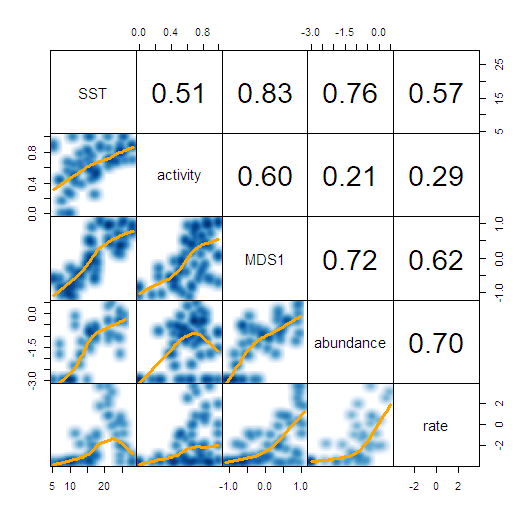 0.0 0.4 0.8 -3.0 -1.5 0.0
SST 0.51 0.83 0.76 0.57
5 15 25
0.0 0.4 0.8
activity 0.60 0.21 0.29
MDS1 0.72 0.62
-1.0 0.0 1.0
-3.0 -1.5 0.0
abundance 0.70
rate
-2 0 2
5 10 20 -1.0 0.0 1.0 -2 0 2